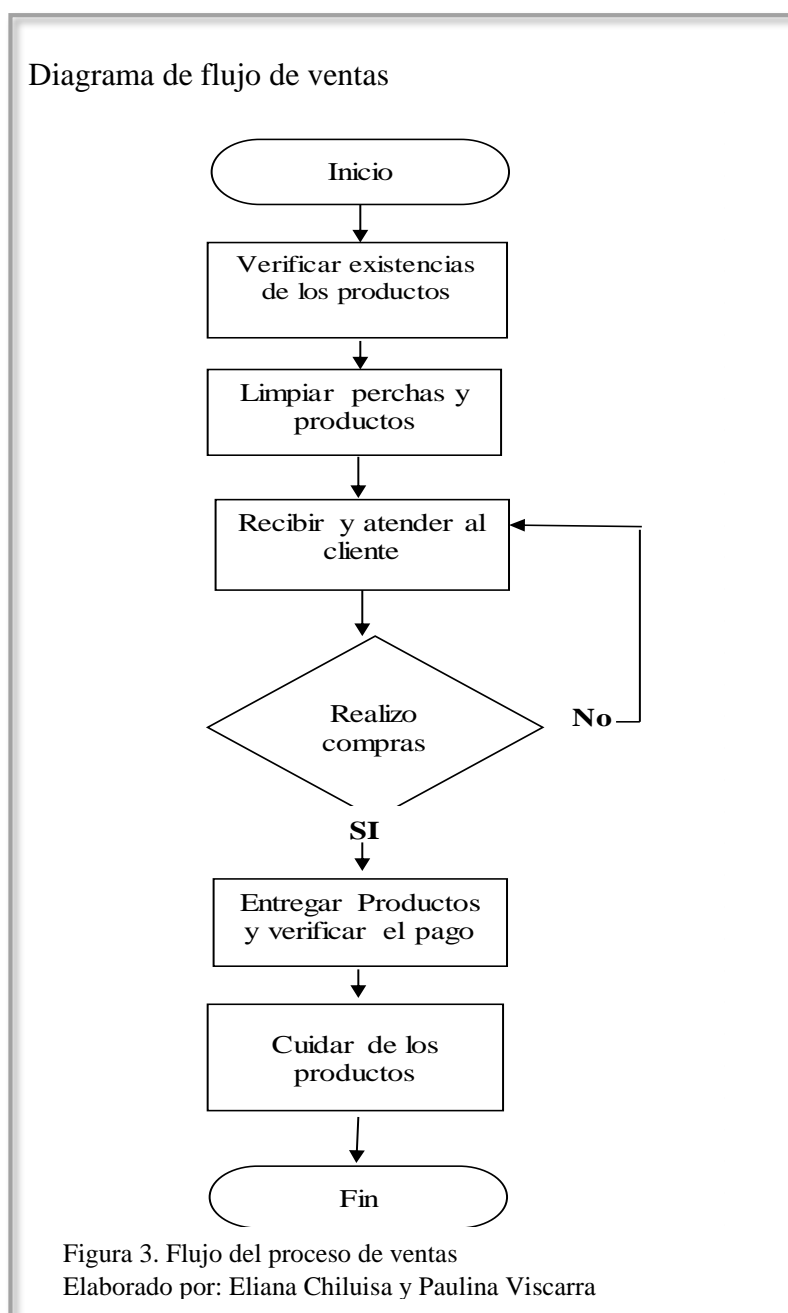 Diagrama de flujo de ventas
Inicio
Verificar existencias
de los productos
Limpiar perchas y
productos
Recibir y atender al
cliente
Realizo
compras
No
SI
Entregar Productos
y verificar el pago
Cuidar de los
productos
Fin
Figura 3. Flujo del proceso de ventas
Elaborado por: Eliana Chiluisa y Paulina Viscarra